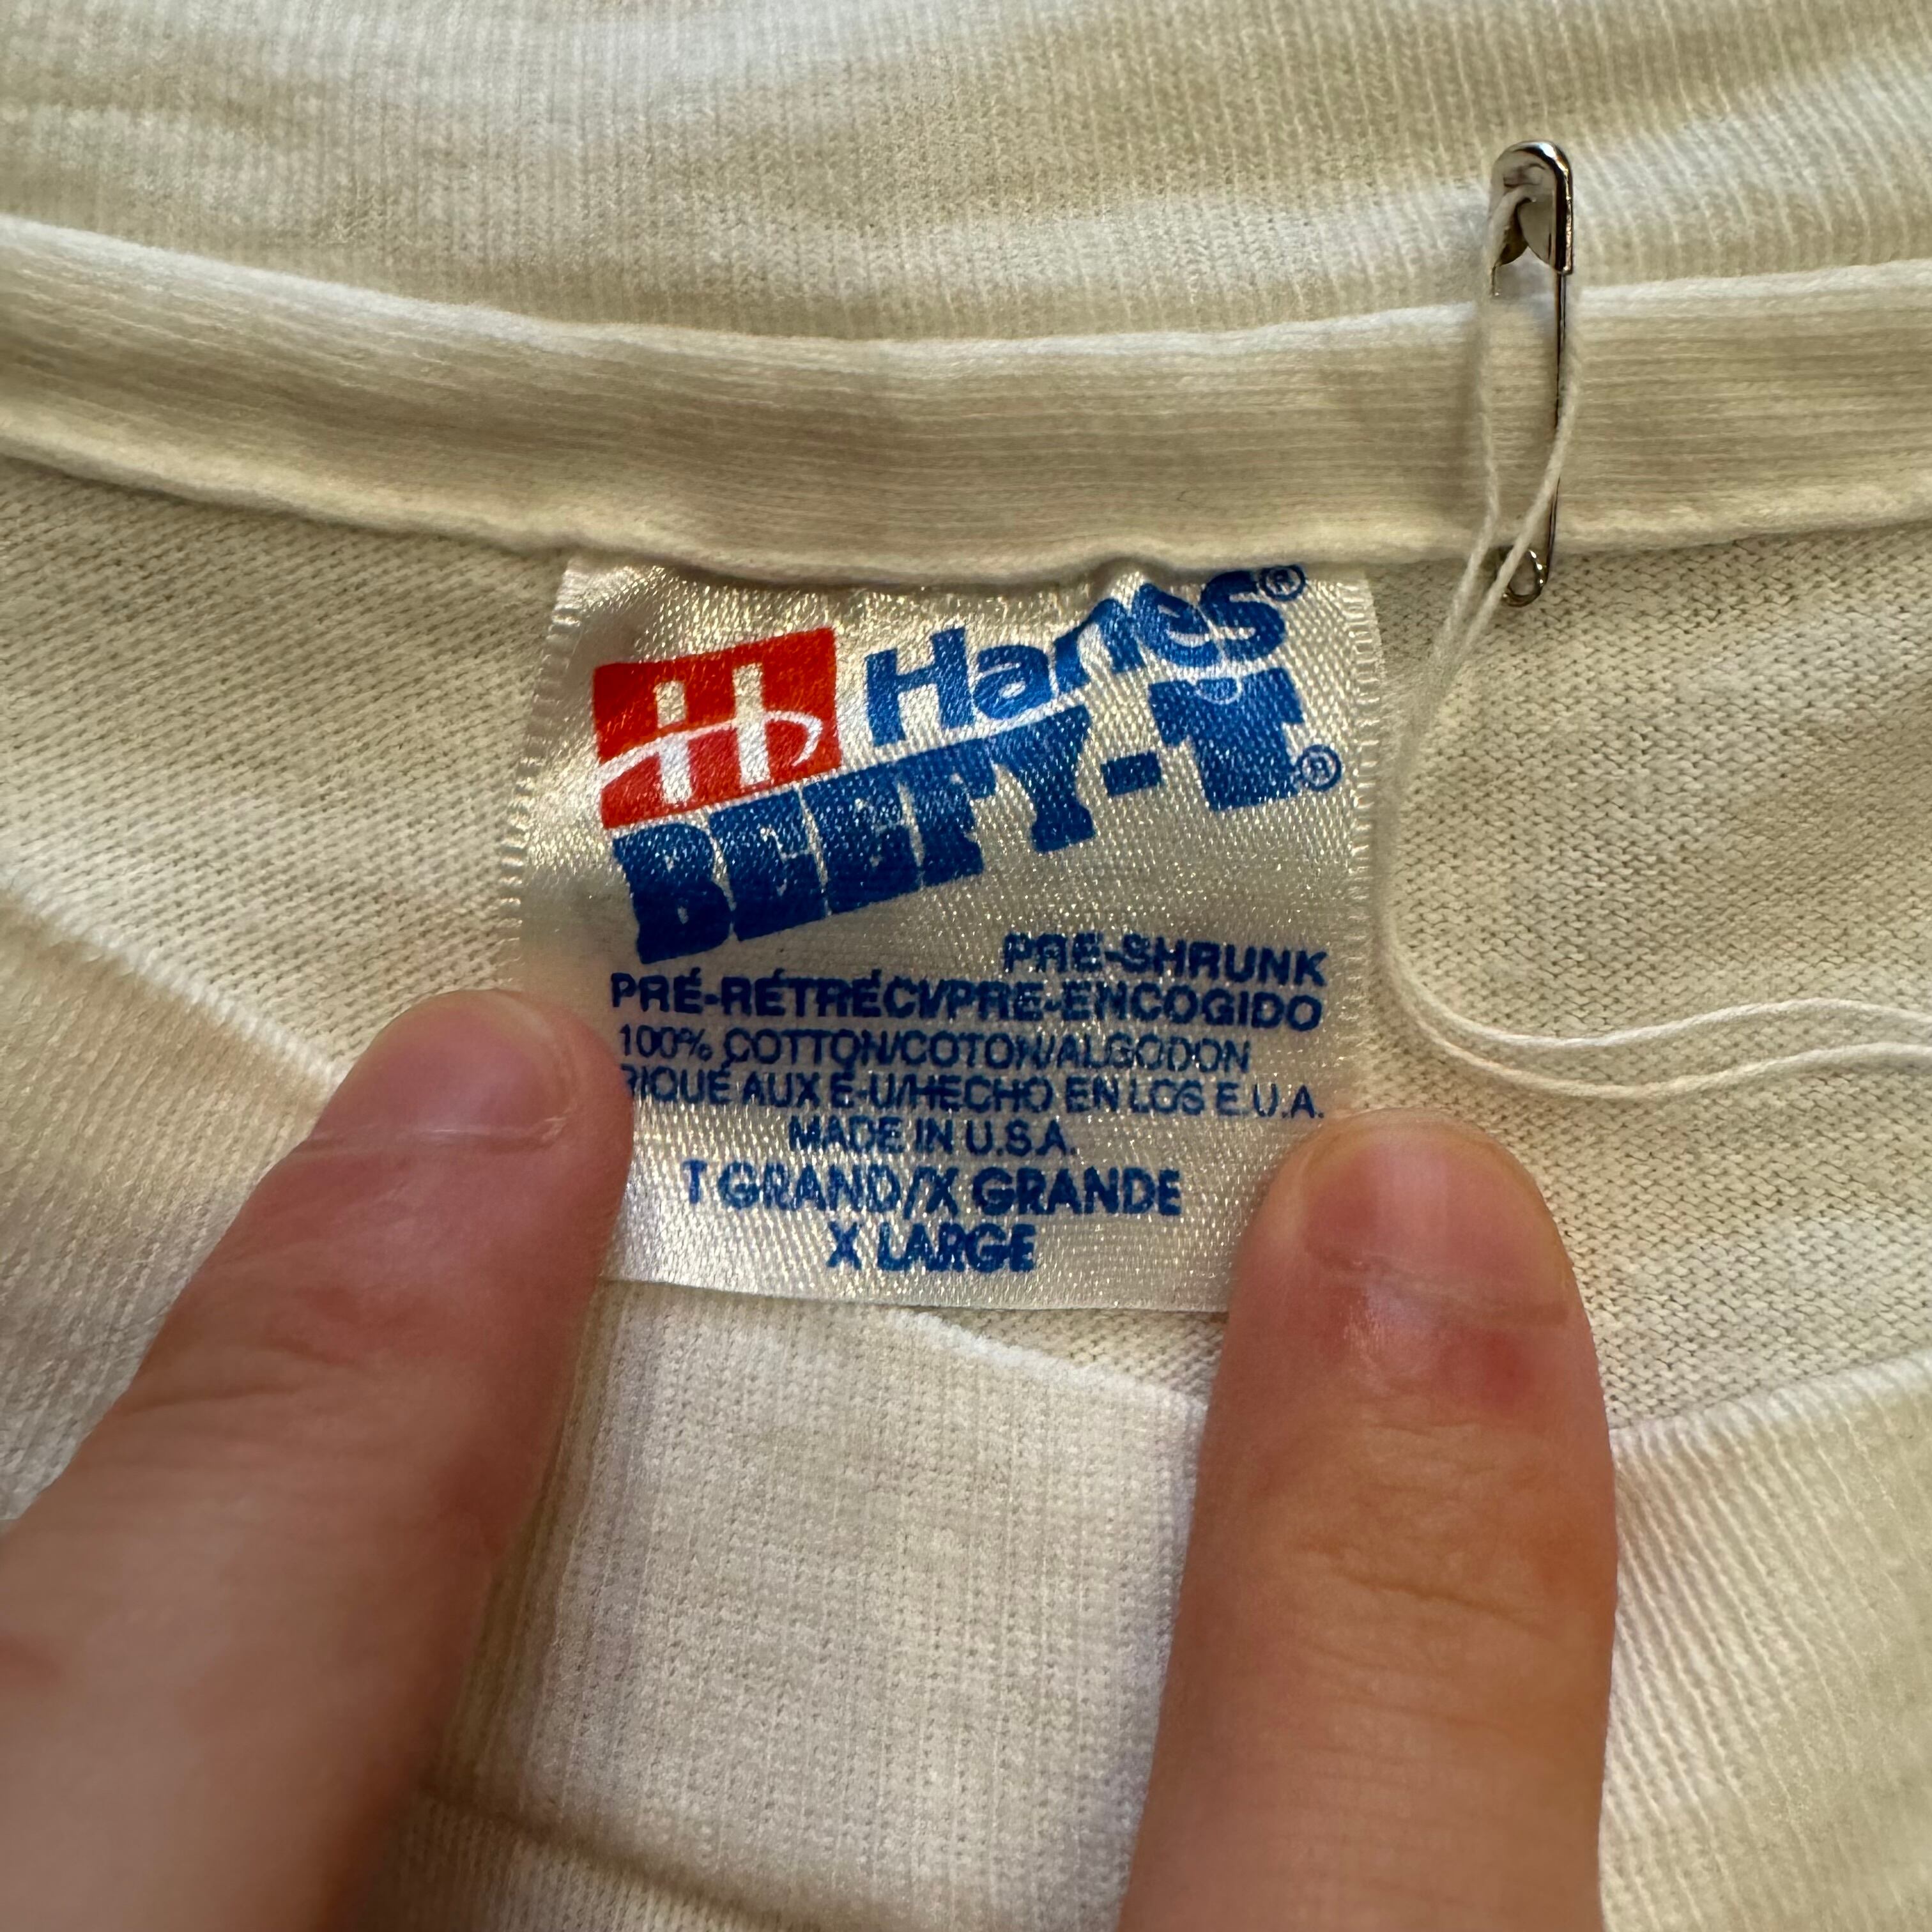 Hanes®
BEEFY-T.®
PRE-SHRUNK
PRÉ-RÉTRÉCI/PRE-ENCOGIDO
100% COTTON/COTON/ALGODON
AUX E-U/HECHO EN LOS E.U.A.
MADE IN U.S.A.
T GRAND/X GRANDE
X LARGE